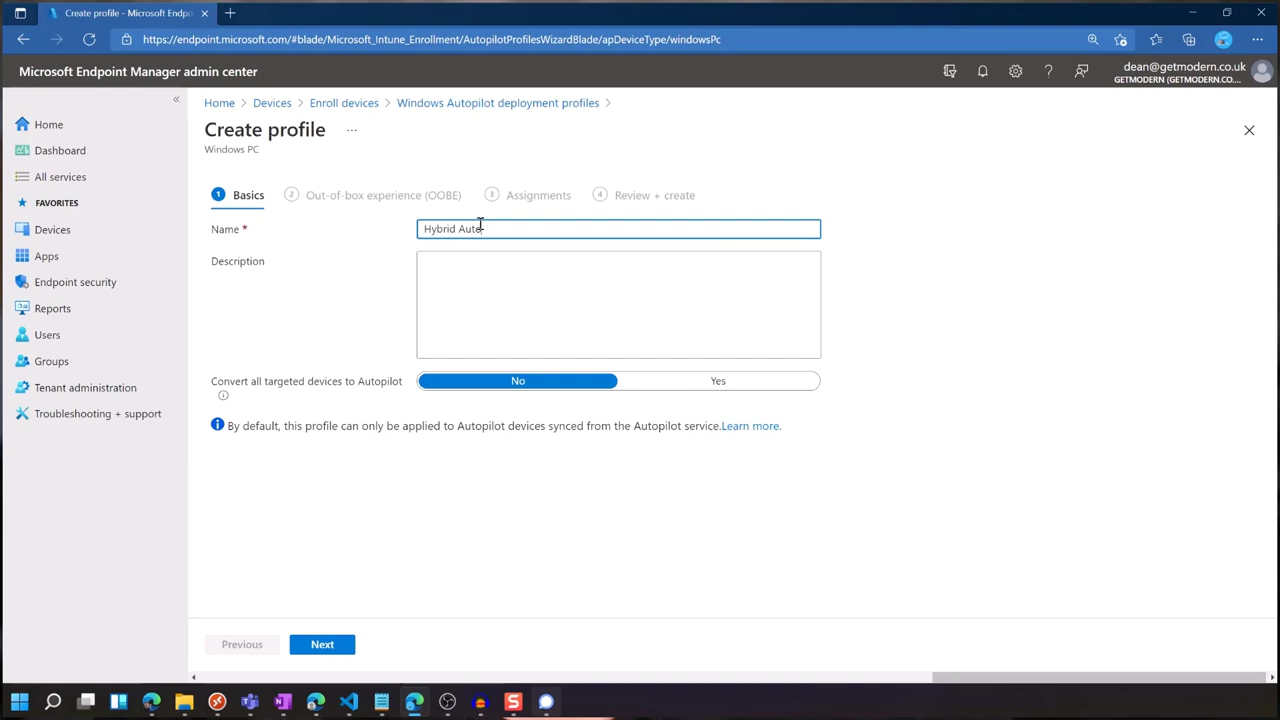 Create profile - Microsoft Endpo
https://endpoint.microsoft.com/#blade/Microsoft_Intune_Enrollment/AutopilotProfilesWizardBlade/apDeviceType/windowsPc
Microsoft Endpoint Manager admin center
dean@getmodern.co.uk
GETMODERN (GETMODERN.CO....
Home > Devices > Enroll devices > Windows Autopilot deployment profiles >
Create profile ...
Windows PC
Home
Dashboard
All services
FAVORITES
Devices
Apps
Endpoint security
Reports
Users
Groups
Tenant administration
Troubleshooting + support
1 Basics 2 Out-of-box experience (OOBE) 3 Assignments 4 Review + create
Name * Hybrid Auto
Description
Convert all targeted devices to Autopilot No Yes
By default, this profile can only be applied to Autopilot devices synced from the Autopilot service.Learn more.
Previous Next